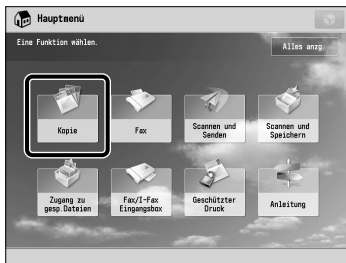 Hauptmenü
Eine Funktion wählen.
Alles anzg.
Kopie
Fax
Scannen und
Senden
Scannen und
Speichern
Zugang zu
gesp.Dateien
Fax/I-Fax
Eingangsbox
Geschützter
Druck
Anleitung